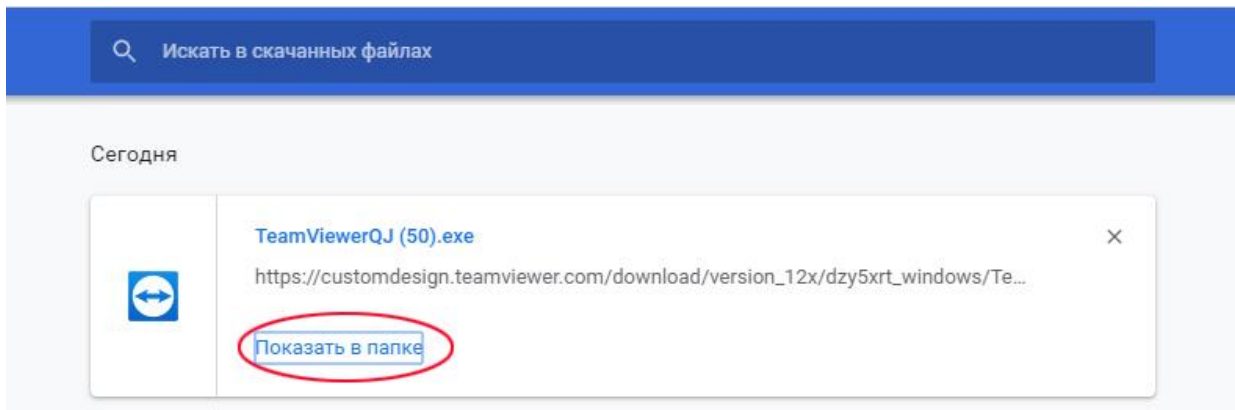 Искать в скачанных файлах
Сегодня
TeamViewerQJ (50).exe
https://customdesign.teamviewer.com/download/version_12x/dzy5xrt_windows/Te...
Показать в папке